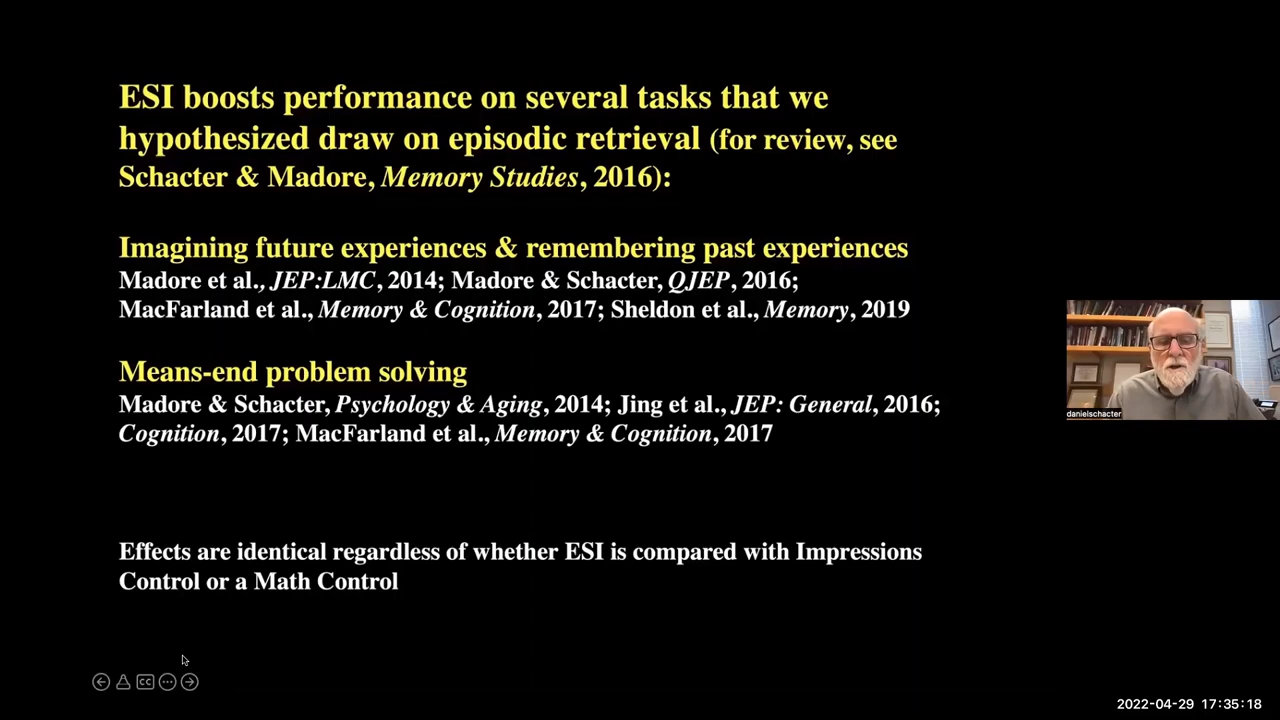 ESI boosts performance on several tasks that we
hypothesized draw on episodic retrieval (for review, see
Schacter & Madore, Memory Studies, 2016):
Imagining future experiences & remembering past experiences
Madore et al., JEP:LMC, 2014; Madore & Schacter, QJEP, 2016;
MacFarland et al., Memory & Cognition, 2017; Sheldon et al., Memory, 2019
Means-end problem solving
Madore & Schacter, Psychology & Aging, 2014; Jing et al., JEP: General, 2016;
Cognition, 2017; MacFarland et al., Memory & Cognition, 2017
Effects are identical regardless of whether ESI is compared with Impressions
Control or a Math Control
danielschacter
CC
2022-04-29 17:35:18